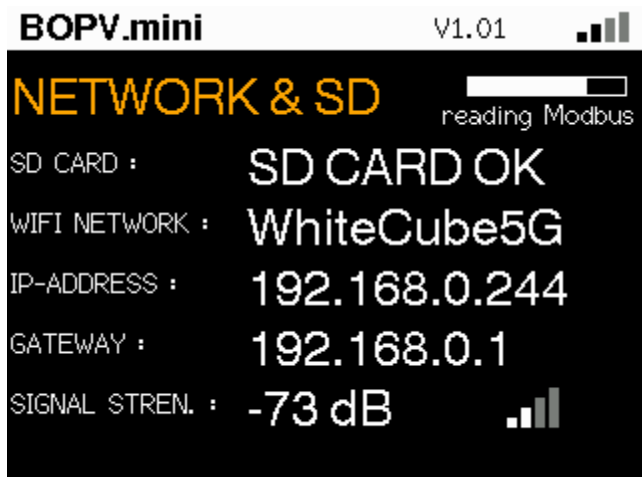 BOPV.mini V1.01
NETWORK & SD
reading Modbus
SD CARD : SD CARD OK
WIFI NETWORK : WhiteCube5G
IP-ADDRESS : 192.168.0.244
GATEWAY : 192.168.0.1
SIGNAL STREN. : -73 dB